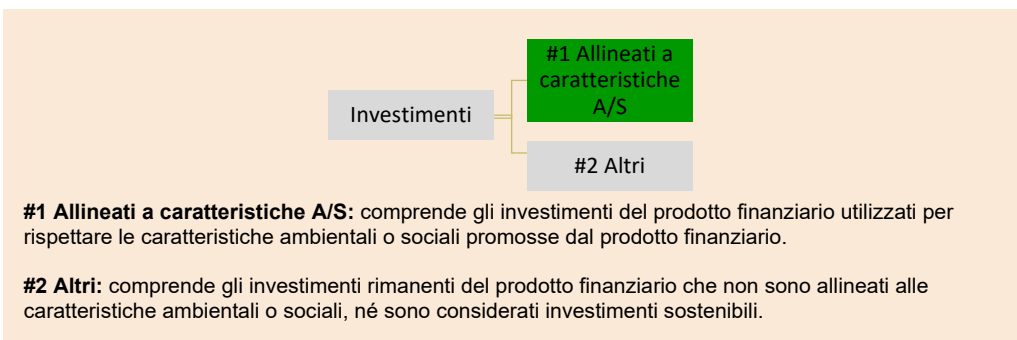 #1 Allineati a
caratteristiche
A/S
Investimenti
#2 Altri
#1 Allineati a caratteristiche A/S: comprende gli investimenti del prodotto finanziario utilizzati per
rispettare le caratteristiche ambientali o sociali promosse dal prodotto finanziario.
#2 Altri: comprende gli investimenti rimanenti del prodotto finanziario che non sono allineati alle
caratteristiche ambientali o sociali, né sono considerati investimenti sostenibili.